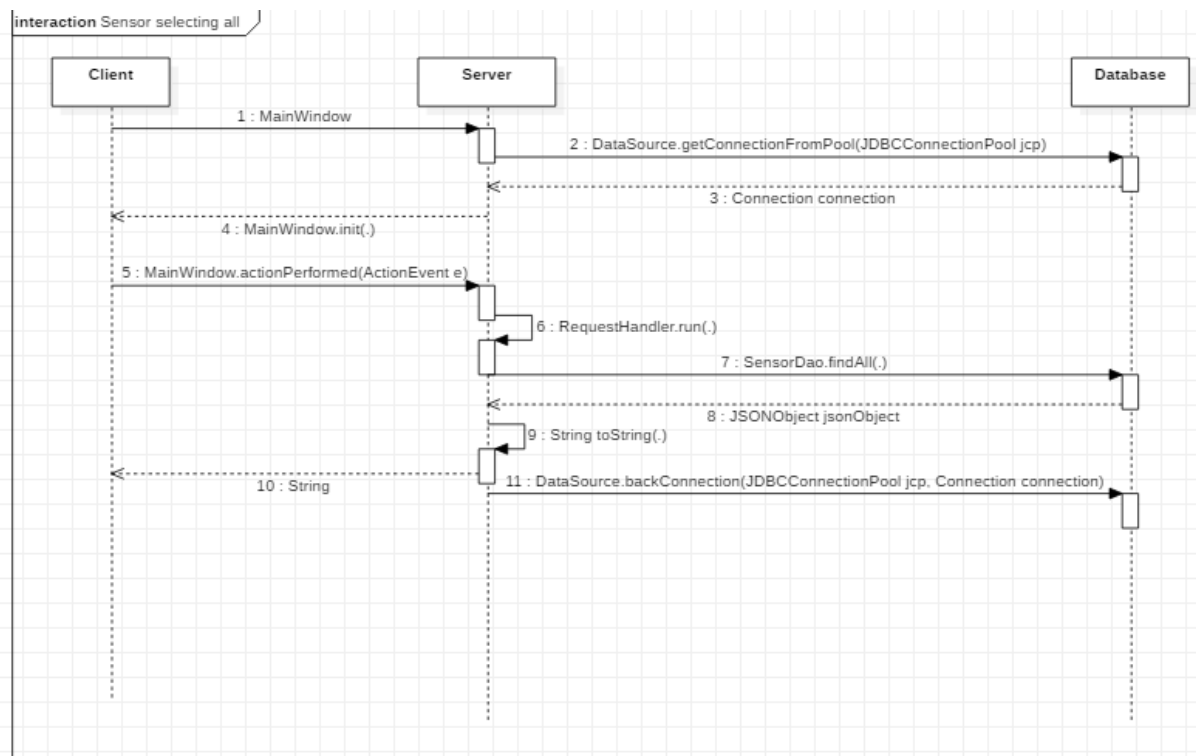 interaction Sensor selecting all
Client
Server
Database
1 : MainWindow
2 : DataSource.getConnectionFromPool(JDBCConnectionPool jcp)
3 : Connection connection
4 : MainWindow.init(.)
5 : MainWindow.actionPerformed(ActionEvent e)
6 : RequestHandler.run(.)
7 : SensorDao.findAll(.)
8 : JSONObject jsonObject
9 : String toString(.)
10 : String
11 : DataSource.backConnection(JDBCConnectionPool jcp, Connection connection)